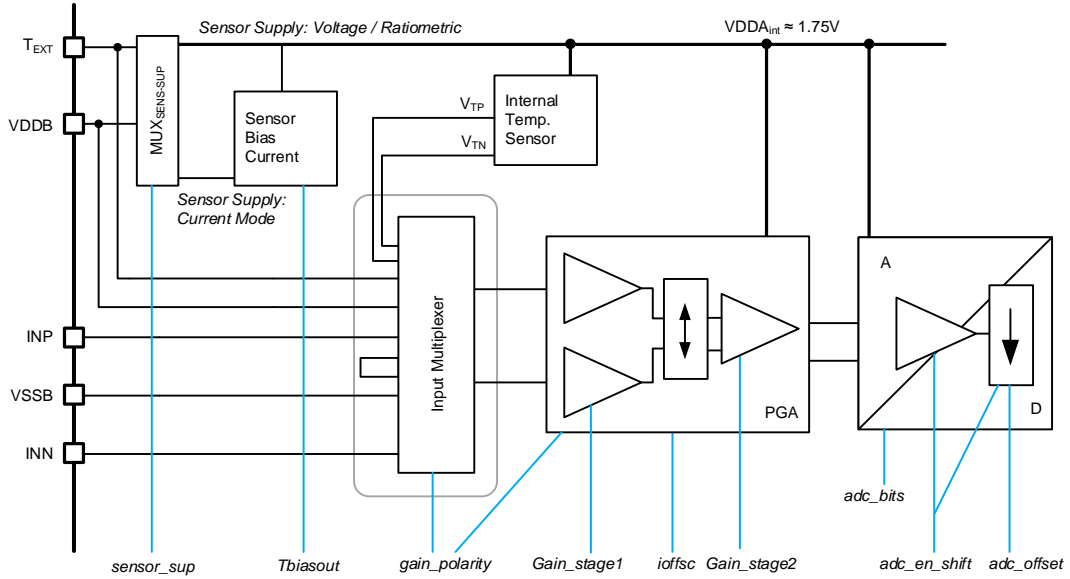 Sensor Supply: Voltage / Ratiometric
VDDAint ≈ 1.75V
TEXT
VDDB
MUXSENS-SUP
Sensor
Bias
Current
VTP
VTN
Internal
Temp.
Sensor
Sensor Supply:
Current Mode
INP
VSSB
INN
Input Multiplexer
PGA
A
D
adc_bits
sensor_sup
Tbiasout
gain_polarity
Gain_stage1
ioffsc
Gain_stage2
adc_en_shift
adc_offset